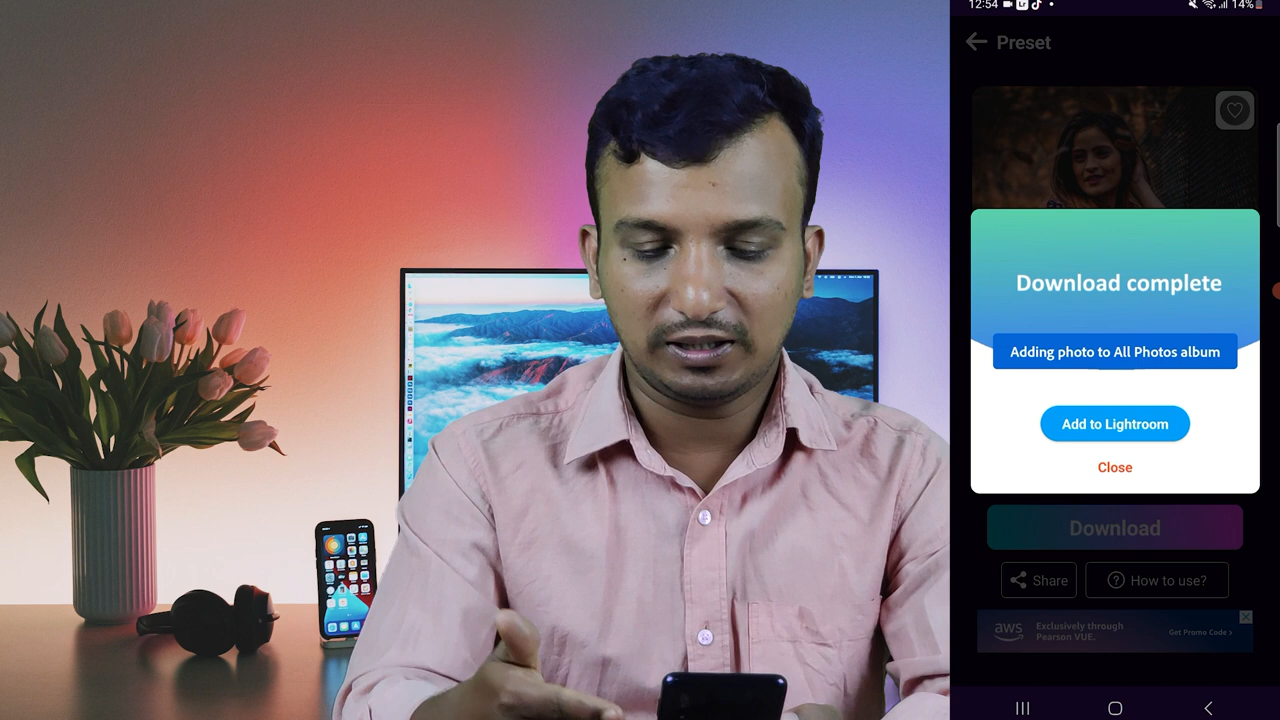 12:54
14%
Preset
Download complete
Adding photo to All Photos album
Add to Lightroom
Close
Download
Share
How to use?
aws
Exclusively through
Pearson VUE.
Get Promo Code >